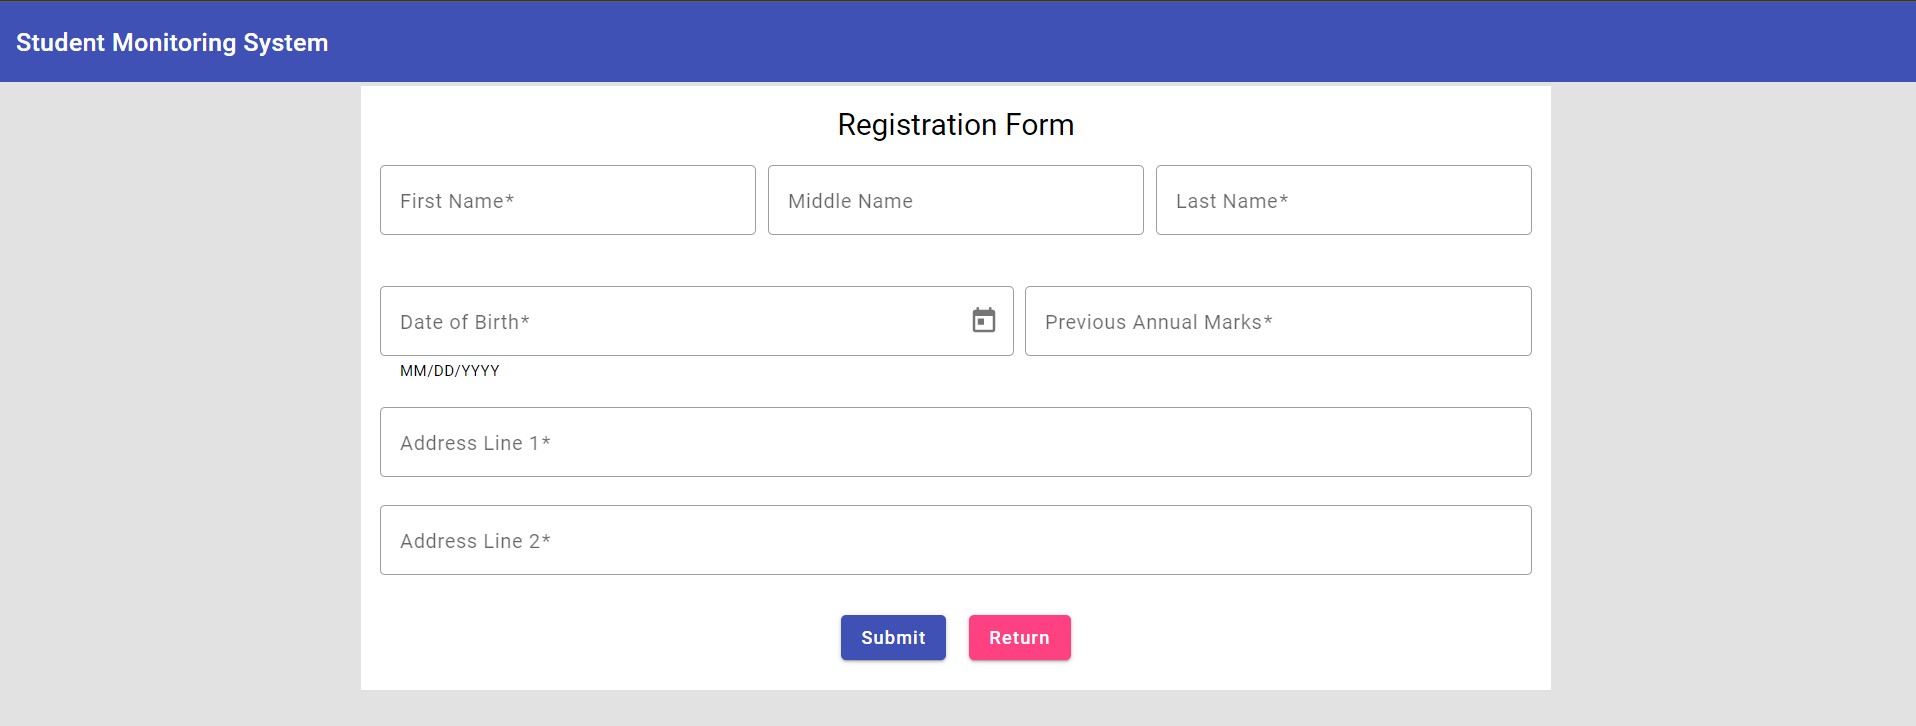 Student Monitoring System
Registration Form
First Name*
Middle Name
Last Name*
Date of Birth*
Previous Annual Marks*
MM/DD/YYYY
Address Line 1*
Address Line 2*
Submit
Return